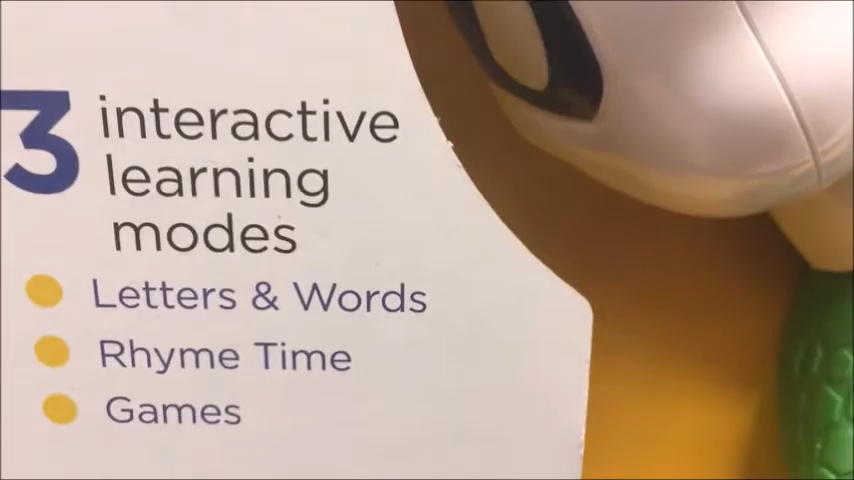 3 interactive
learning
modes
Letters & Words
Rhyme Time
Games